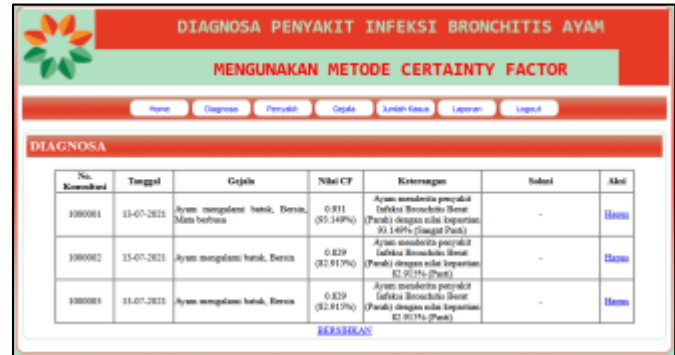 DIAGNOSA PENYAKIT INFEKSI BRONCHITIS AYAM
MENGUNAKAN METODE CERTAINTY FACTOR
Home Diagnosa Penyakit Gejala Jumlah Kasus Laporan Logout
DIAGNOSA
No. Konsultasi Tanggal Gejala Nilai CF Keterangan Solusi Aksi
1000001 13-07-2021 Ayam mengalami batuk, Bersin, Mata berbusa 0.931 (93.149%) Ayam menderita penyakit Infeksi Bronchitis Berat (Parah) dengan nilai kepastian 93.149% (Sangat Pasti) - Hapus
1000002 13-07-2021 Ayam mengalami batuk, Bersin 0.829 (82.915%) Ayam menderita penyakit Infeksi Bronchitis Berat (Parah) dengan nilai kepastian 82.915% (Pasti) - Hapus
1000003 13-07-2021 Ayam mengalami batuk, Bersin 0.829 (82.915%) Ayam menderita penyakit Infeksi Bronchitis Berat (Parah) dengan nilai kepastian 82.915% (Pasti) - Hapus
BERSIHKAN